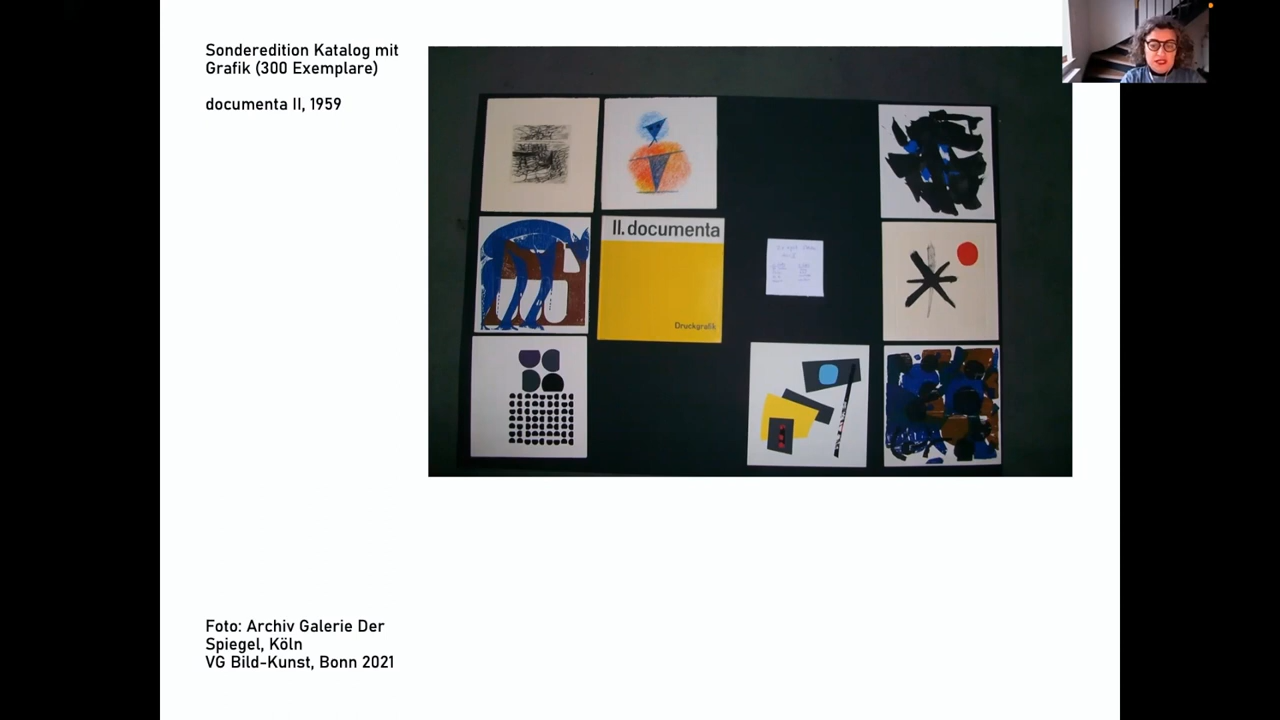 Sonderedition Katalog mit
Grafik (300 Exemplare)
documenta II, 1959
II. documenta
Druckgrafik
Foto: Archiv Galerie Der
Spiegel, Köln
VG Bild-Kunst, Bonn 2021